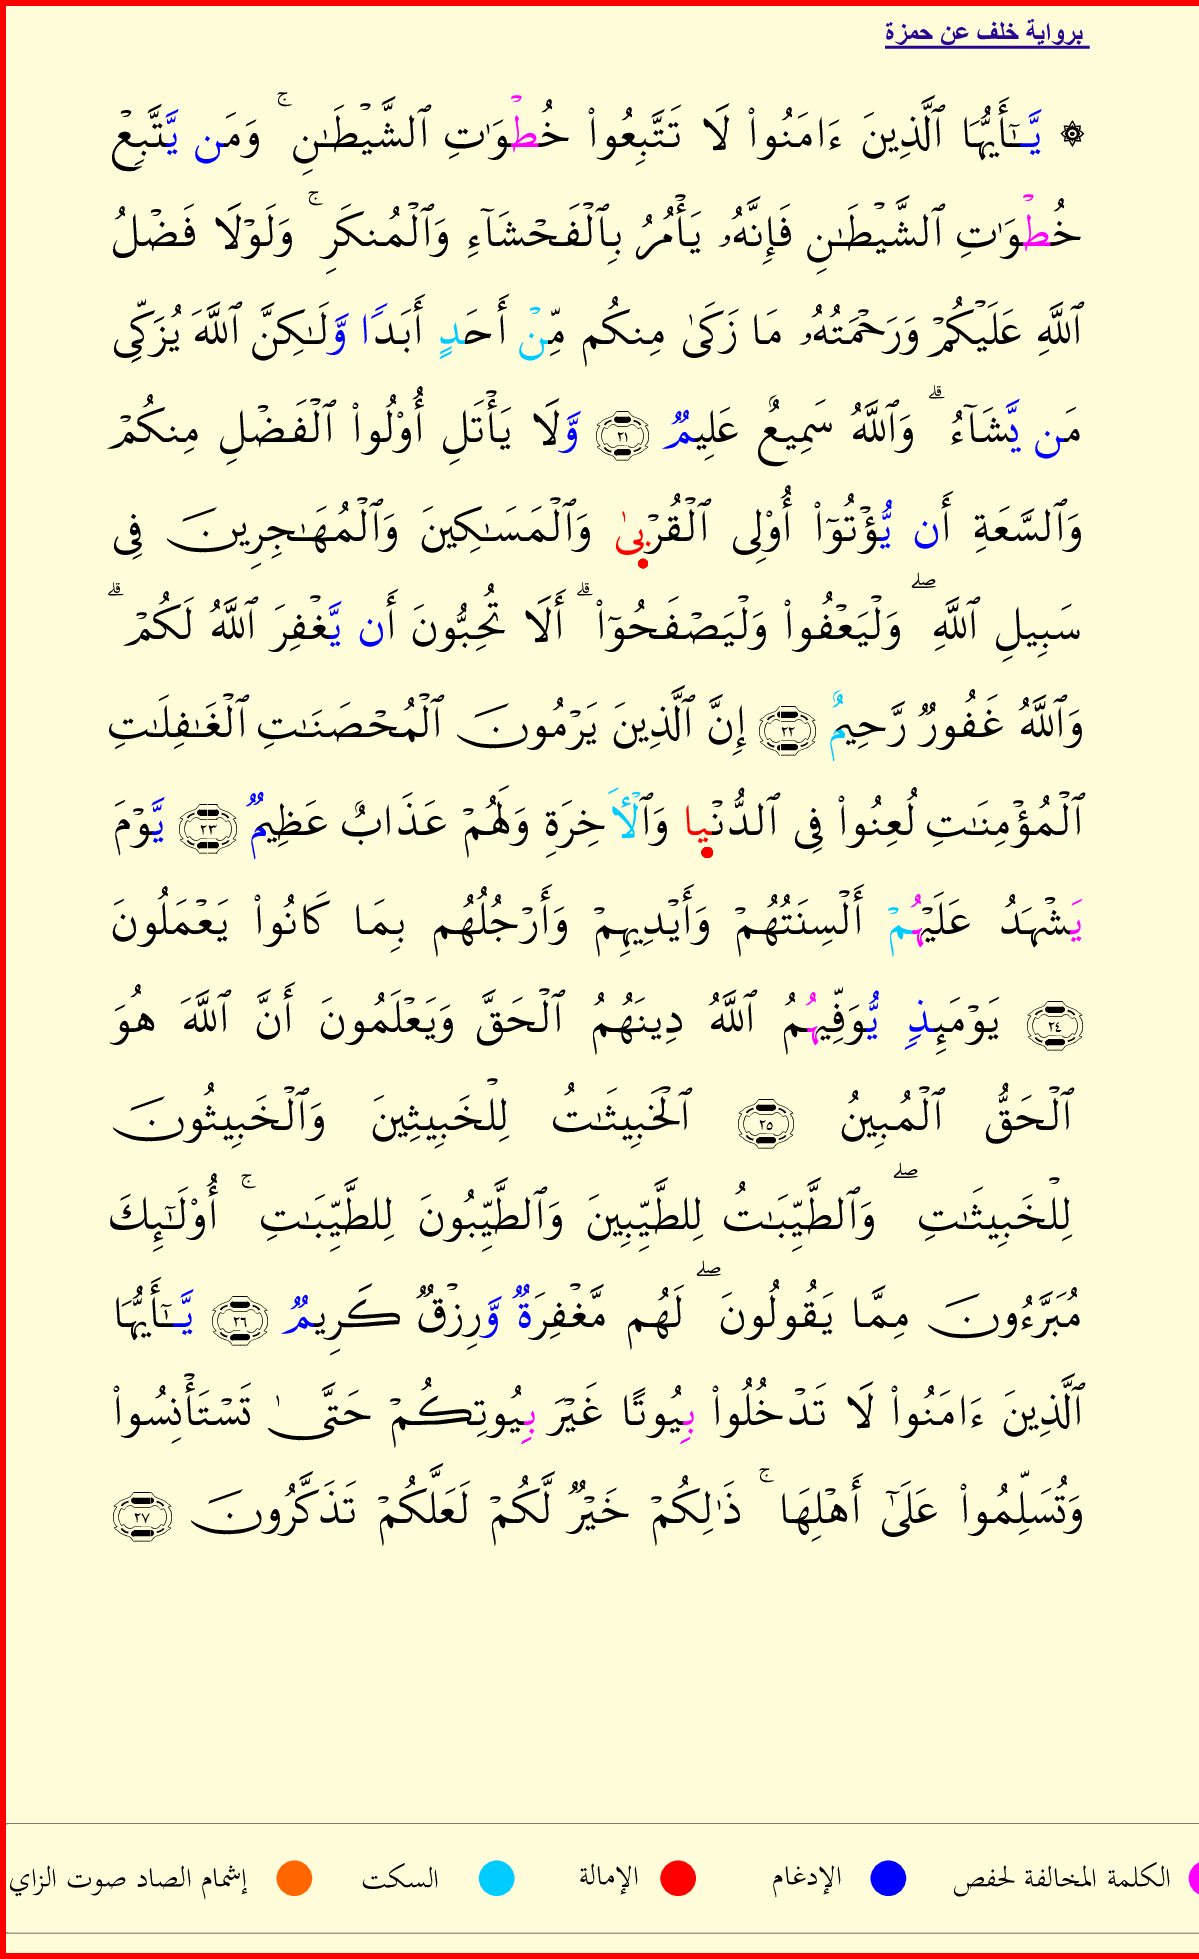 برواية خلف عن حمزة
۞ يَّـٰٓأَيُّهَا ٱلَّذِينَ ءَامَنُوا۟ لَا تَتَّبِعُوا۟ خُطْوَٰتِ ٱلشَّيْطَـٰنِ ۚ وَمَن يَّتَّبِعْ
خُطْوَٰتِ ٱلشَّيْطَـٰنِ فَإِنَّهُۥ يَأْمُرُ بِٱلْفَحْشَآءِ وَٱلْمُنكَرِ ۚ وَلَوْلَا فَضْلُ
ٱللَّهِ عَلَيْكُمْ وَرَحْمَتُهُۥ مَا زَكَىٰ مِنكُم مِّنْ أَحَدٍ أَبَدًا وَّلَـٰكِنَّ ٱللَّهَ يُزَكِّى
مَن يَّشَآءُ ۗ وَٱللَّهُ سَمِيعٌ عَلِيمٌ ٢١ وَّلَا يَأْتَلِ أُو۟لُوا۟ ٱلْفَضْلِ مِنكُمْ
وَٱلسَّعَةِ أَن يُّؤْتُوٓا۟ أُو۟لِى ٱلْقُرْبىٰ وَٱلْمَسَـٰكِينَ وَٱلْمُهَـٰجِرِينَ فِى
سَبِيلِ ٱللَّهِ ۖ وَلْيَعْفُوا۟ وَلْيَصْفَحُوٓا۟ ۗ أَلَا تُحِبُّونَ أَن يَّغْفِرَ ٱللَّهُ لَكُمْ ۗ
وَٱللَّهُ غَفُورٌ رَّحِيمٌ ٢٢ إِنَّ ٱلَّذِينَ يَرْمُونَ ٱلْمُحْصَنَـٰتِ ٱلْغَـٰفِلَـٰتِ
ٱلْمُؤْمِنَـٰتِ لُعِنُوا۟ فِى ٱلدُّنْيا وَٱلْأَخِرَةِ وَلَهُمْ عَذَابٌ عَظِيمٌ ٢٣ يَّوْمَ
يَشْهَدُ عَلَيْهُمْ أَلْسِنَتُهُمْ وَأَيْدِيهِمْ وَأَرْجُلُهُم بِمَا كَانُوا۟ يَعْمَلُونَ
٢٤ يَوْمَئِذٍ يُّوَفِّيهُمُ ٱللَّهُ دِينَهُمُ ٱلْحَقَّ وَيَعْلَمُونَ أَنَّ ٱللَّهَ هُوَ
ٱلْحَقُّ ٱلْمُبِينُ ٢٥ ٱلْخَبِيثَـٰتُ لِلْخَبِيثِينَ وَٱلْخَبِيثُونَ
لِلْخَبِيثَـٰتِ ۖ وَٱلطَّيِّبَـٰتُ لِلطَّيِّبِينَ وَٱلطَّيِّبُونَ لِلطَّيِّبَـٰتِ ۚ أُو۟لَـٰٓئِكَ
مُبَرَّءُونَ مِمَّا يَقُولُونَ ۖ لَهُم مَّغْفِرَةٌ وَّرِزْقٌ كَرِيمٌ ٢٦ يَّـٰٓأَيُّهَا
ٱلَّذِينَ ءَامَنُوا۟ لَا تَدْخُلُوا۟ بِيُوتًا غَيْرَ بِيُوتِكُمْ حَتَّىٰ تَسْتَأْنِسُوا۟
وَتُسَلِّمُوا۟ عَلَىٰٓ أَهْلِهَا ۚ ذَٰلِكُمْ خَيْرٌ لَّكُمْ لَعَلَّكُمْ تَذَكَّرُونَ ٢٧
الكلمة المخالفة لحفص الإدغام الإمالة السكت إشمام الصاد صوت الزاي